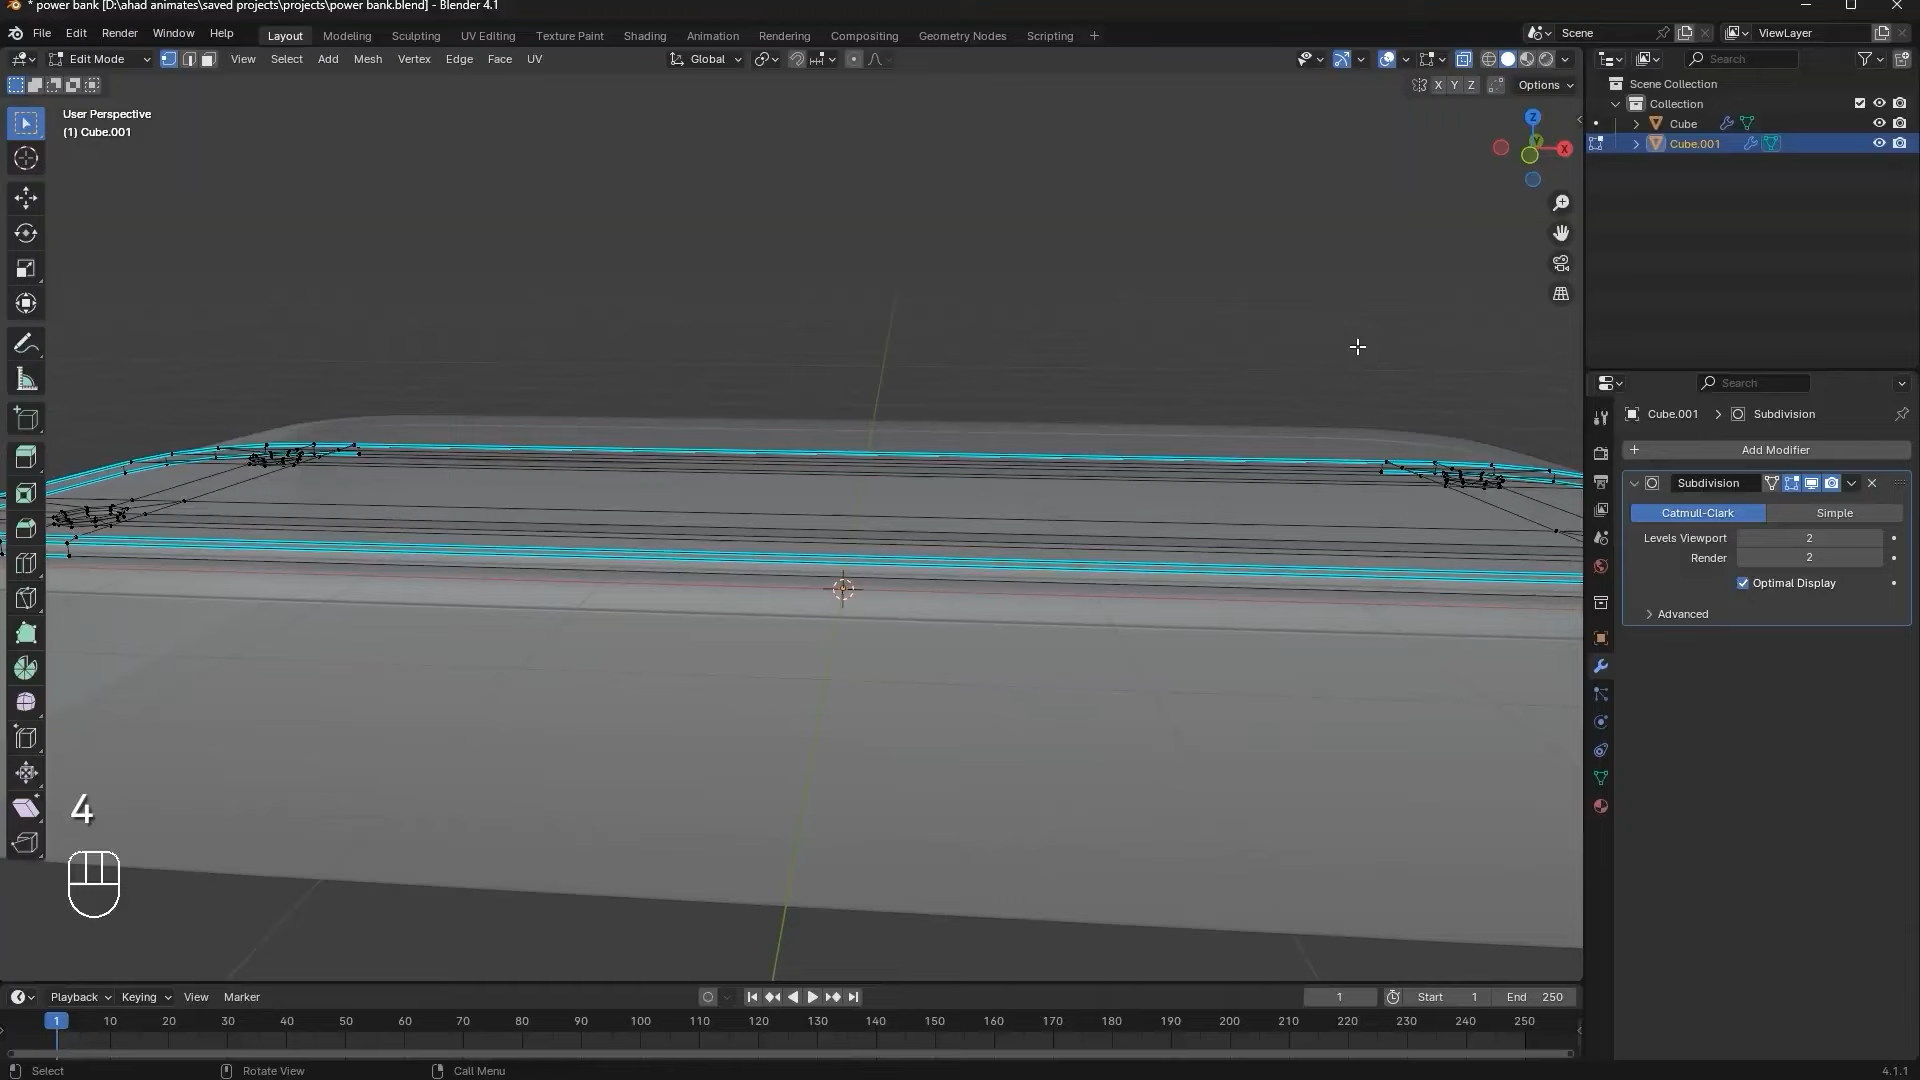 * power bank [D:\ahad animates\saved projects\projects\power bank.blend] - Blender 4.1
File Edit Render Window Help
Layout Modeling Sculpting UV Editing Texture Paint Shading Animation Rendering Compositing Geometry Nodes Scripting +
Scene
ViewLayer
Edit Mode
View Select Add Mesh Vertex Edge Face UV
Global
Search
X Y Z
Options
Scene Collection
Collection
Cube
Cube.001
User Perspective
(1) Cube.001
Z
Y
X
Search
Cube.001 > Subdivision
+ Add Modifier
Subdivision
Catmull-Clark Simple
Levels Viewport 2
Render 2
Optimal Display
Advanced
4
Playback Keying View Marker
1
Start 1
End 250
1 10 20 30 40 50 60 70 80 90 100 110 120 130 140 150 160 170 180 190 200 210 220 230 240 250
Select
Rotate View
Call Menu
4.1.1